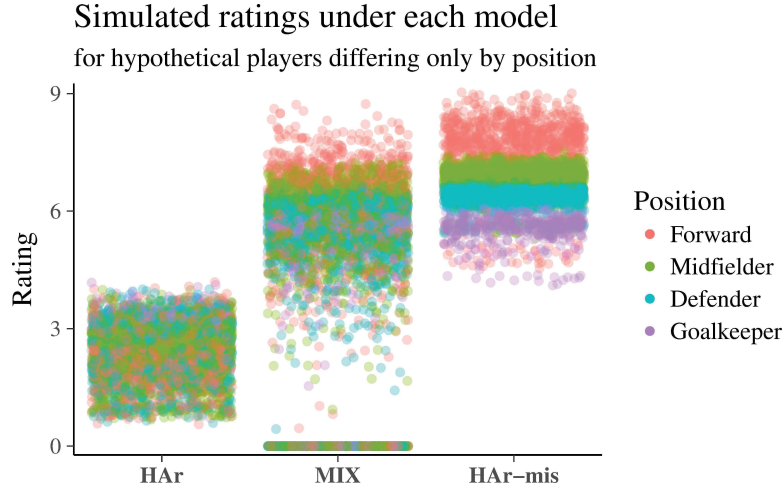 Simulated ratings under each model
for hypothetical players differing only by position
9
6
3
0
Rating
HAr
MIX
HAr−mis
Position
Forward
Midfielder
Defender
Goalkeeper